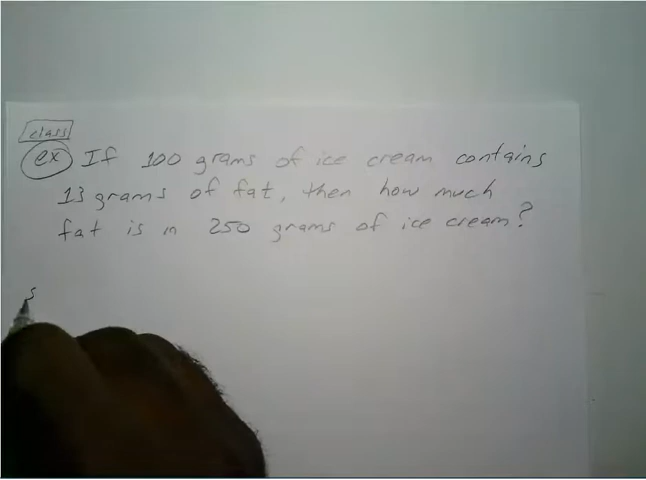 class
ex If 100 grams of ice cream contains
13 grams of fat, then how much
fat is in 250 grams of ice cream?
s